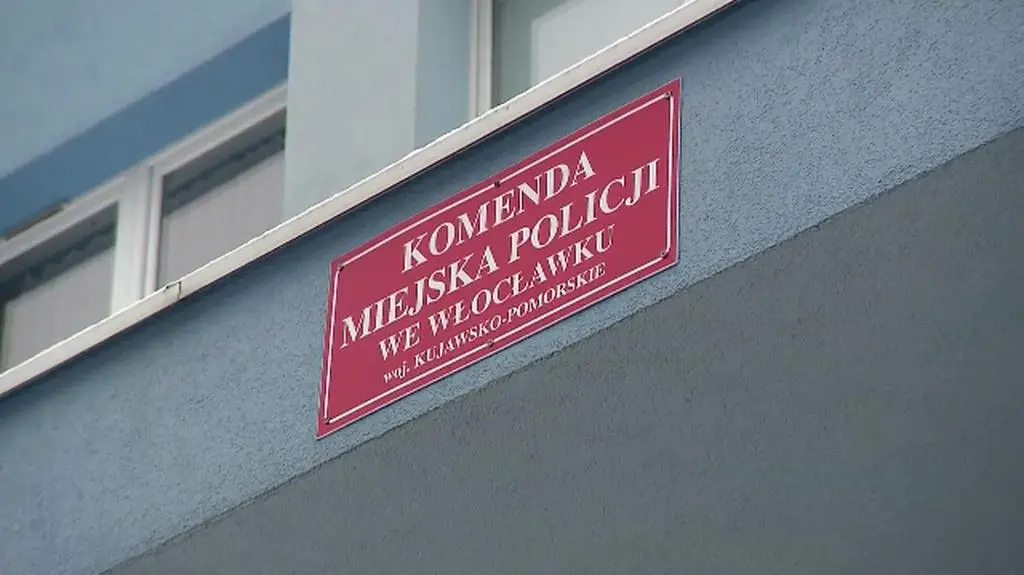 KOMENDA
MIEJSKA POLICJI
WE WŁOCŁAWKU
woj. KUJAWSKO-POMORSKIE